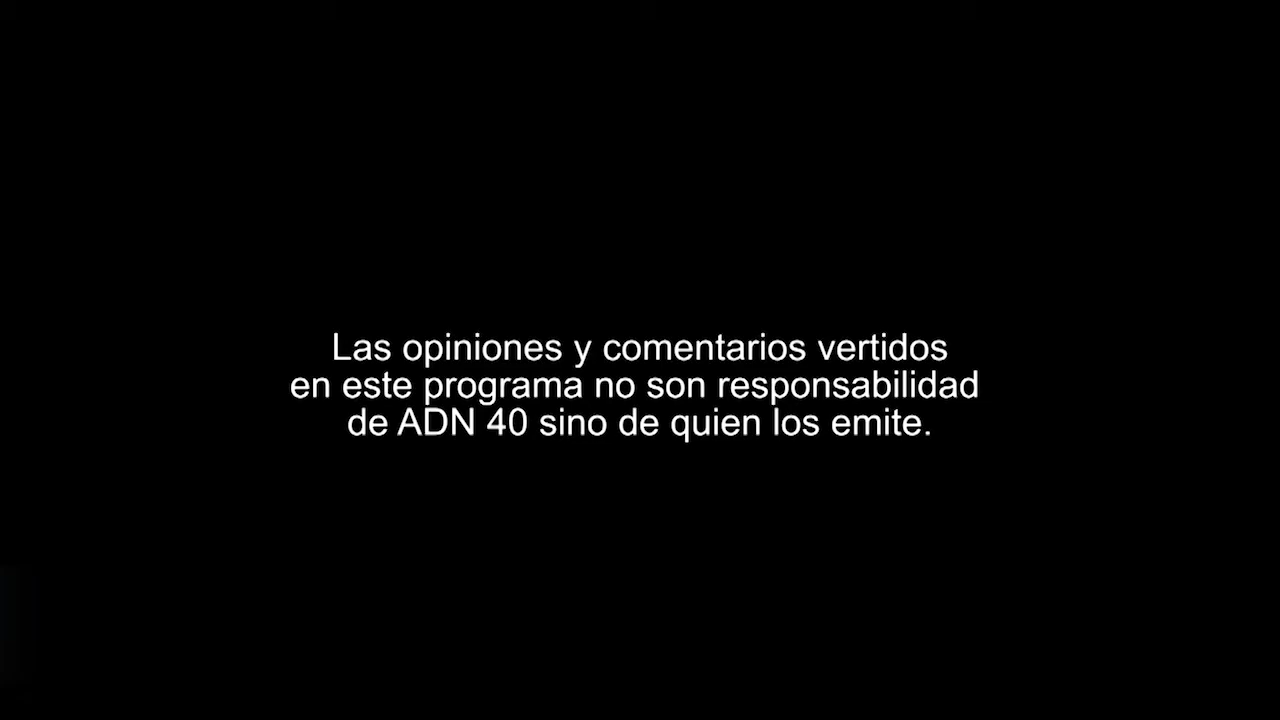 Las opiniones y comentarios vertidos
en este programa no son responsabilidad
de ADN 40 sino de quien los emite.